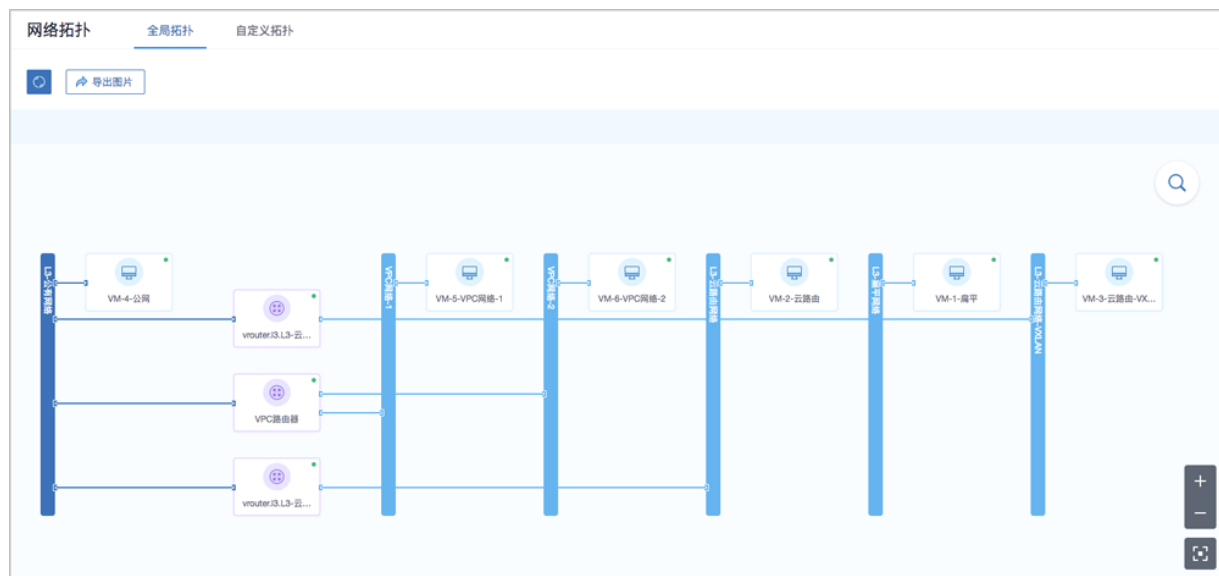 网络拓扑
全局拓扑
自定义拓扑
导出图片
L3-公有网络
VM-4-公网
vrouter.l3.L3-云...
VPC路由器
vrouter.l3.L3-云...
VPC网络-1
VM-5-VPC网络-1
VPC网络-2
VM-6-VPC网络-2
L3-云路由网络
VM-2-云路由
L3-扁平网络
VM-1-扁平
L3-云路由网络-VXLAN
VM-3-云路由-VX...